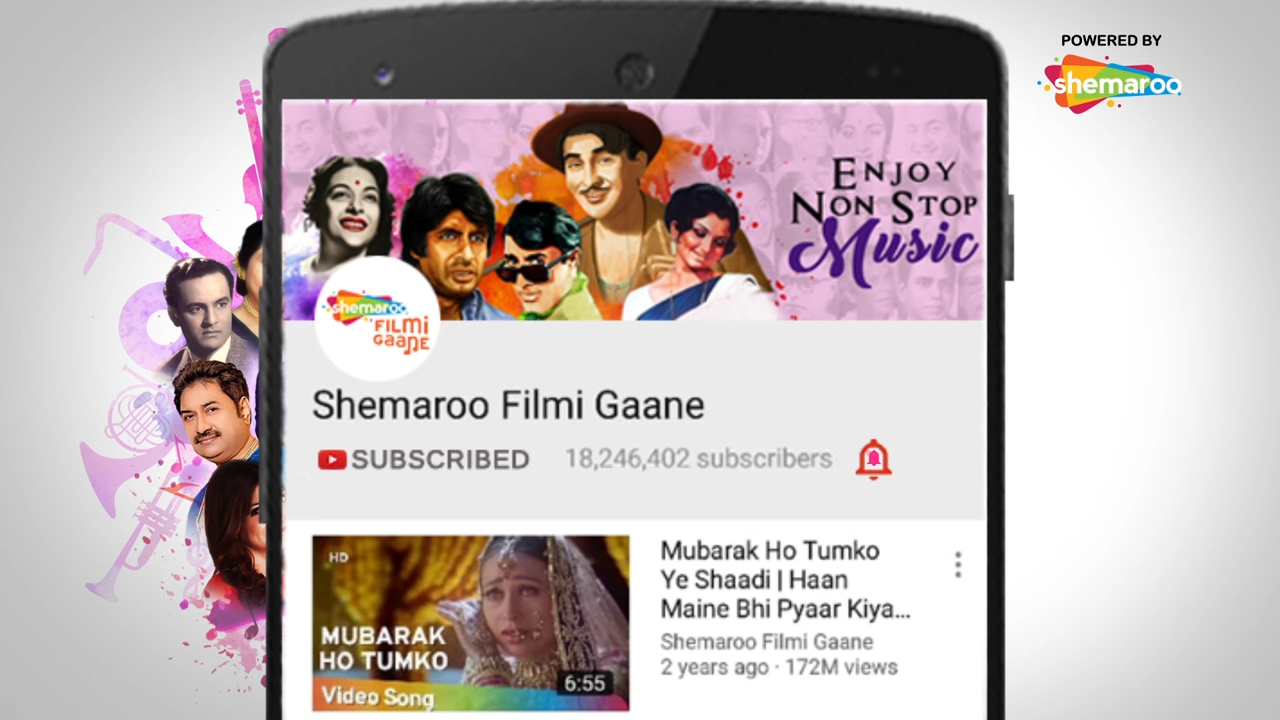 POWERED BY
shemaroo
ENJOY
NON STOP
Music
shemaroo
FILMI
GAANE
Shemaroo Filmi Gaane
SUBSCRIBED 18,246,402 subscribers
HD
MUBARAK
HO TUMKO
6:55
Video Song
Mubarak Ho Tumko
Ye Shaadi | Haan
Maine Bhi Pyaar Kiya...
Shemaroo Filmi Gaane
2 years ago · 172M views